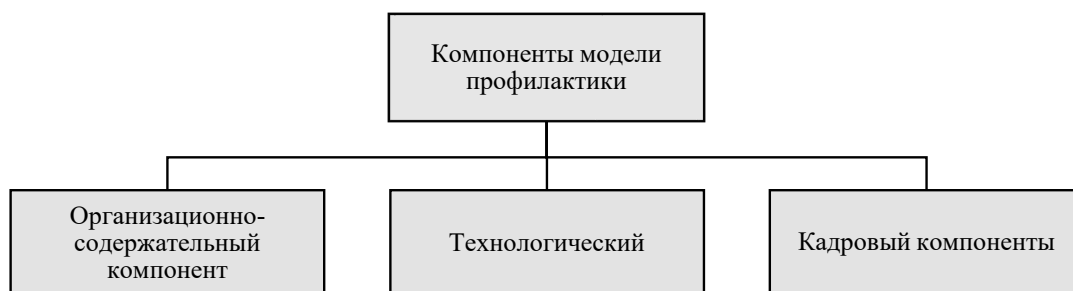 Компоненты модели
профилактики
Организационно-
содержательный
компонент
Технологический
Кадровый компоненты